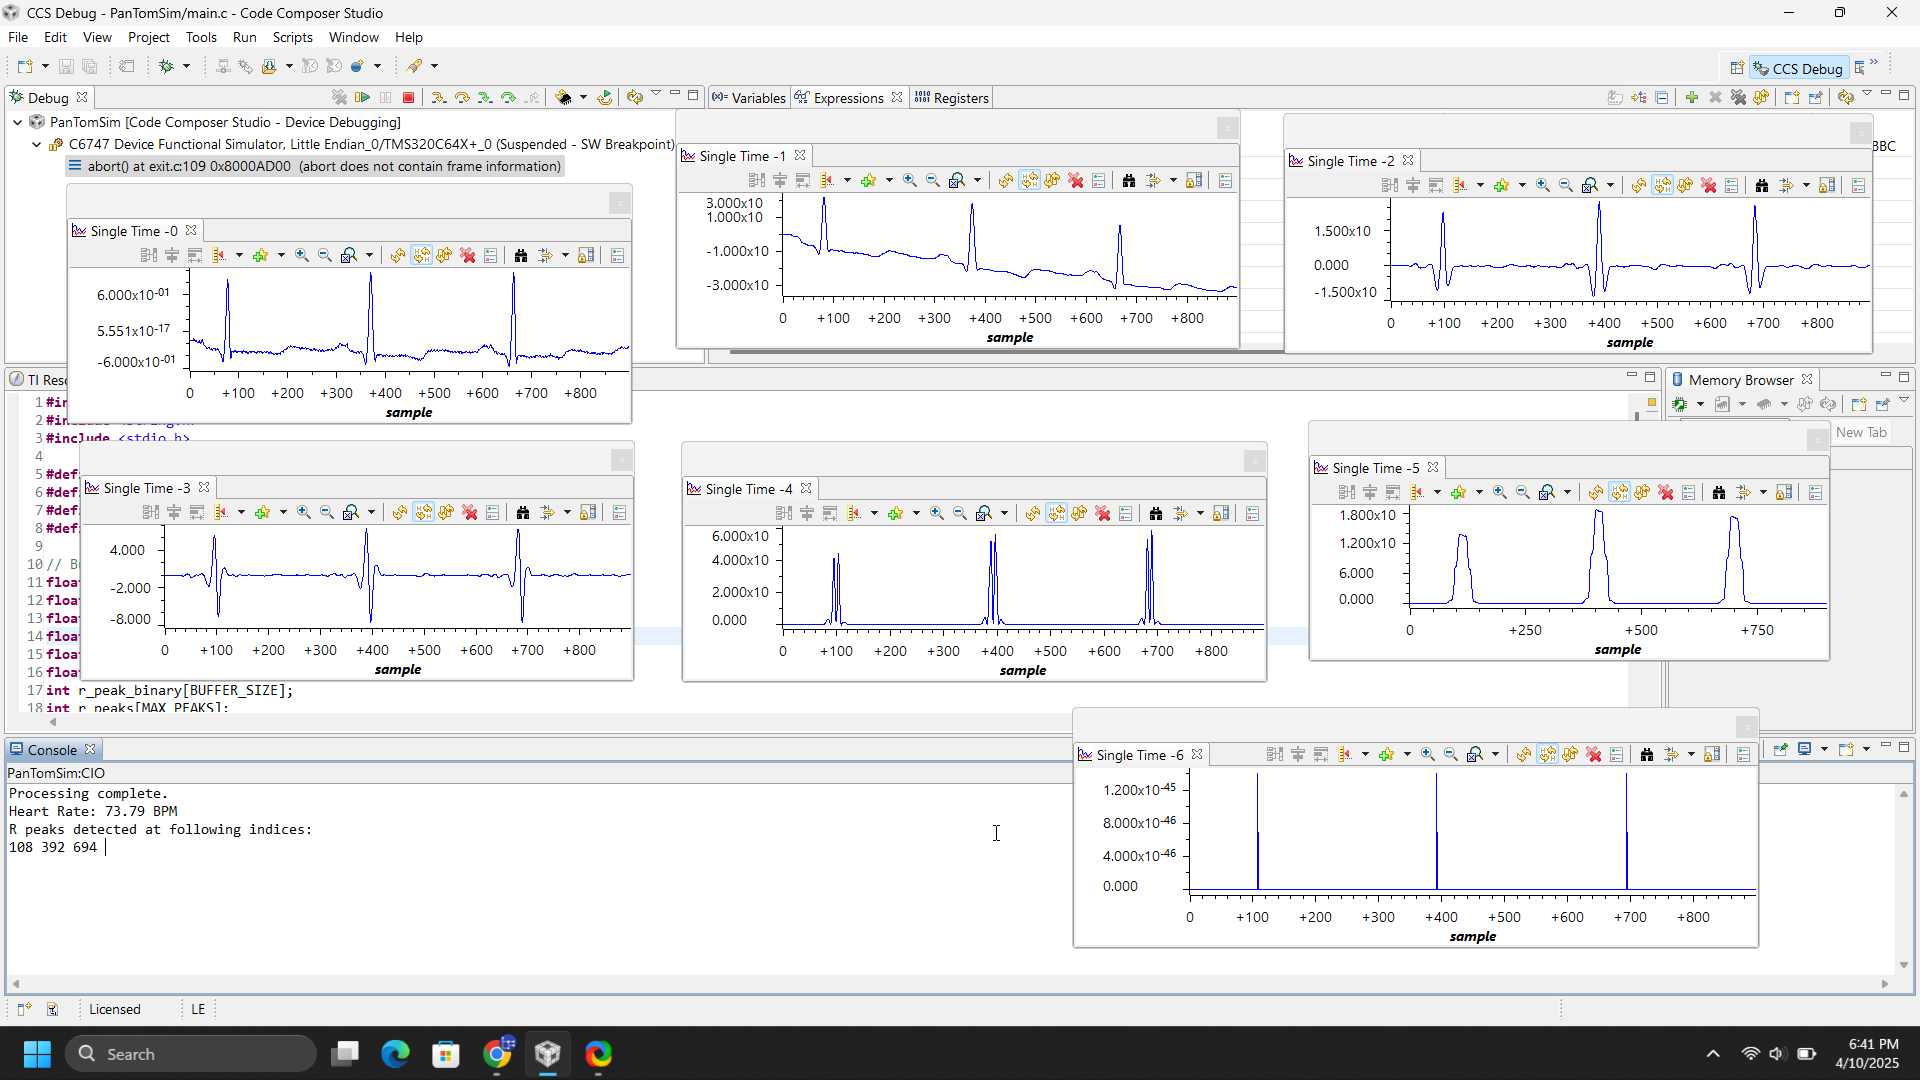 CCS Debug - PanTomSim/main.c - Code Composer Studio
File Edit View Project Tools Run Scripts Window Help
CCS Debug
Debug
(x)= Variables Expressions Registers
PanTomSim [Code Composer Studio - Device Debugging]
C6747 Device Functional Simulator, Little Endian_0/TMS320C64X+_0 (Suspended - SW Breakpoint)
abort() at exit.c:109 0x8000AD00 (abort does not contain frame information)
Single Time -0
6.000x10-01
5.551x10-17
-6.000x10-01
0 +100 +200 +300 +400 +500 +600 +700 +800
sample
Single Time -1
3.000x10
1.000x10
-1.000x10
-3.000x10
0 +100 +200 +300 +400 +500 +600 +700 +800
sample
Single Time -2
BBC
1.500x10
0.000
-1.500x10
0 +100 +200 +300 +400 +500 +600 +700 +800
sample
TI Resc
Memory Browser
New Tab
1 #in
2
3 #include <stdio.h>
4
5 #def
6 #def
7 #def
8 #def
9
10 // B
11 float
12 float
13 float
14 float
15 float
16 float
17 int r_peak_binary[BUFFER_SIZE];
18 int r_peaks[MAX_PEAKS];
Single Time -3
4.000
-2.000
-8.000
0 +100 +200 +300 +400 +500 +600 +700 +800
sample
Single Time -4
6.000x10
4.000x10
2.000x10
0.000
0 +100 +200 +300 +400 +500 +600 +700 +800
sample
Single Time -5
1.800x10
1.200x10
6.000
0.000
0 +250 +500 +750
sample
Console
PanTomSim:CIO
Processing complete.
Heart Rate: 73.79 BPM
R peaks detected at following indices:
108 392 694
Single Time -6
1.200x10-45
8.000x10-46
4.000x10-46
0.000
0 +100 +200 +300 +400 +500 +600 +700 +800
sample
Licensed LE
Search
6:41 PM
4/10/2025